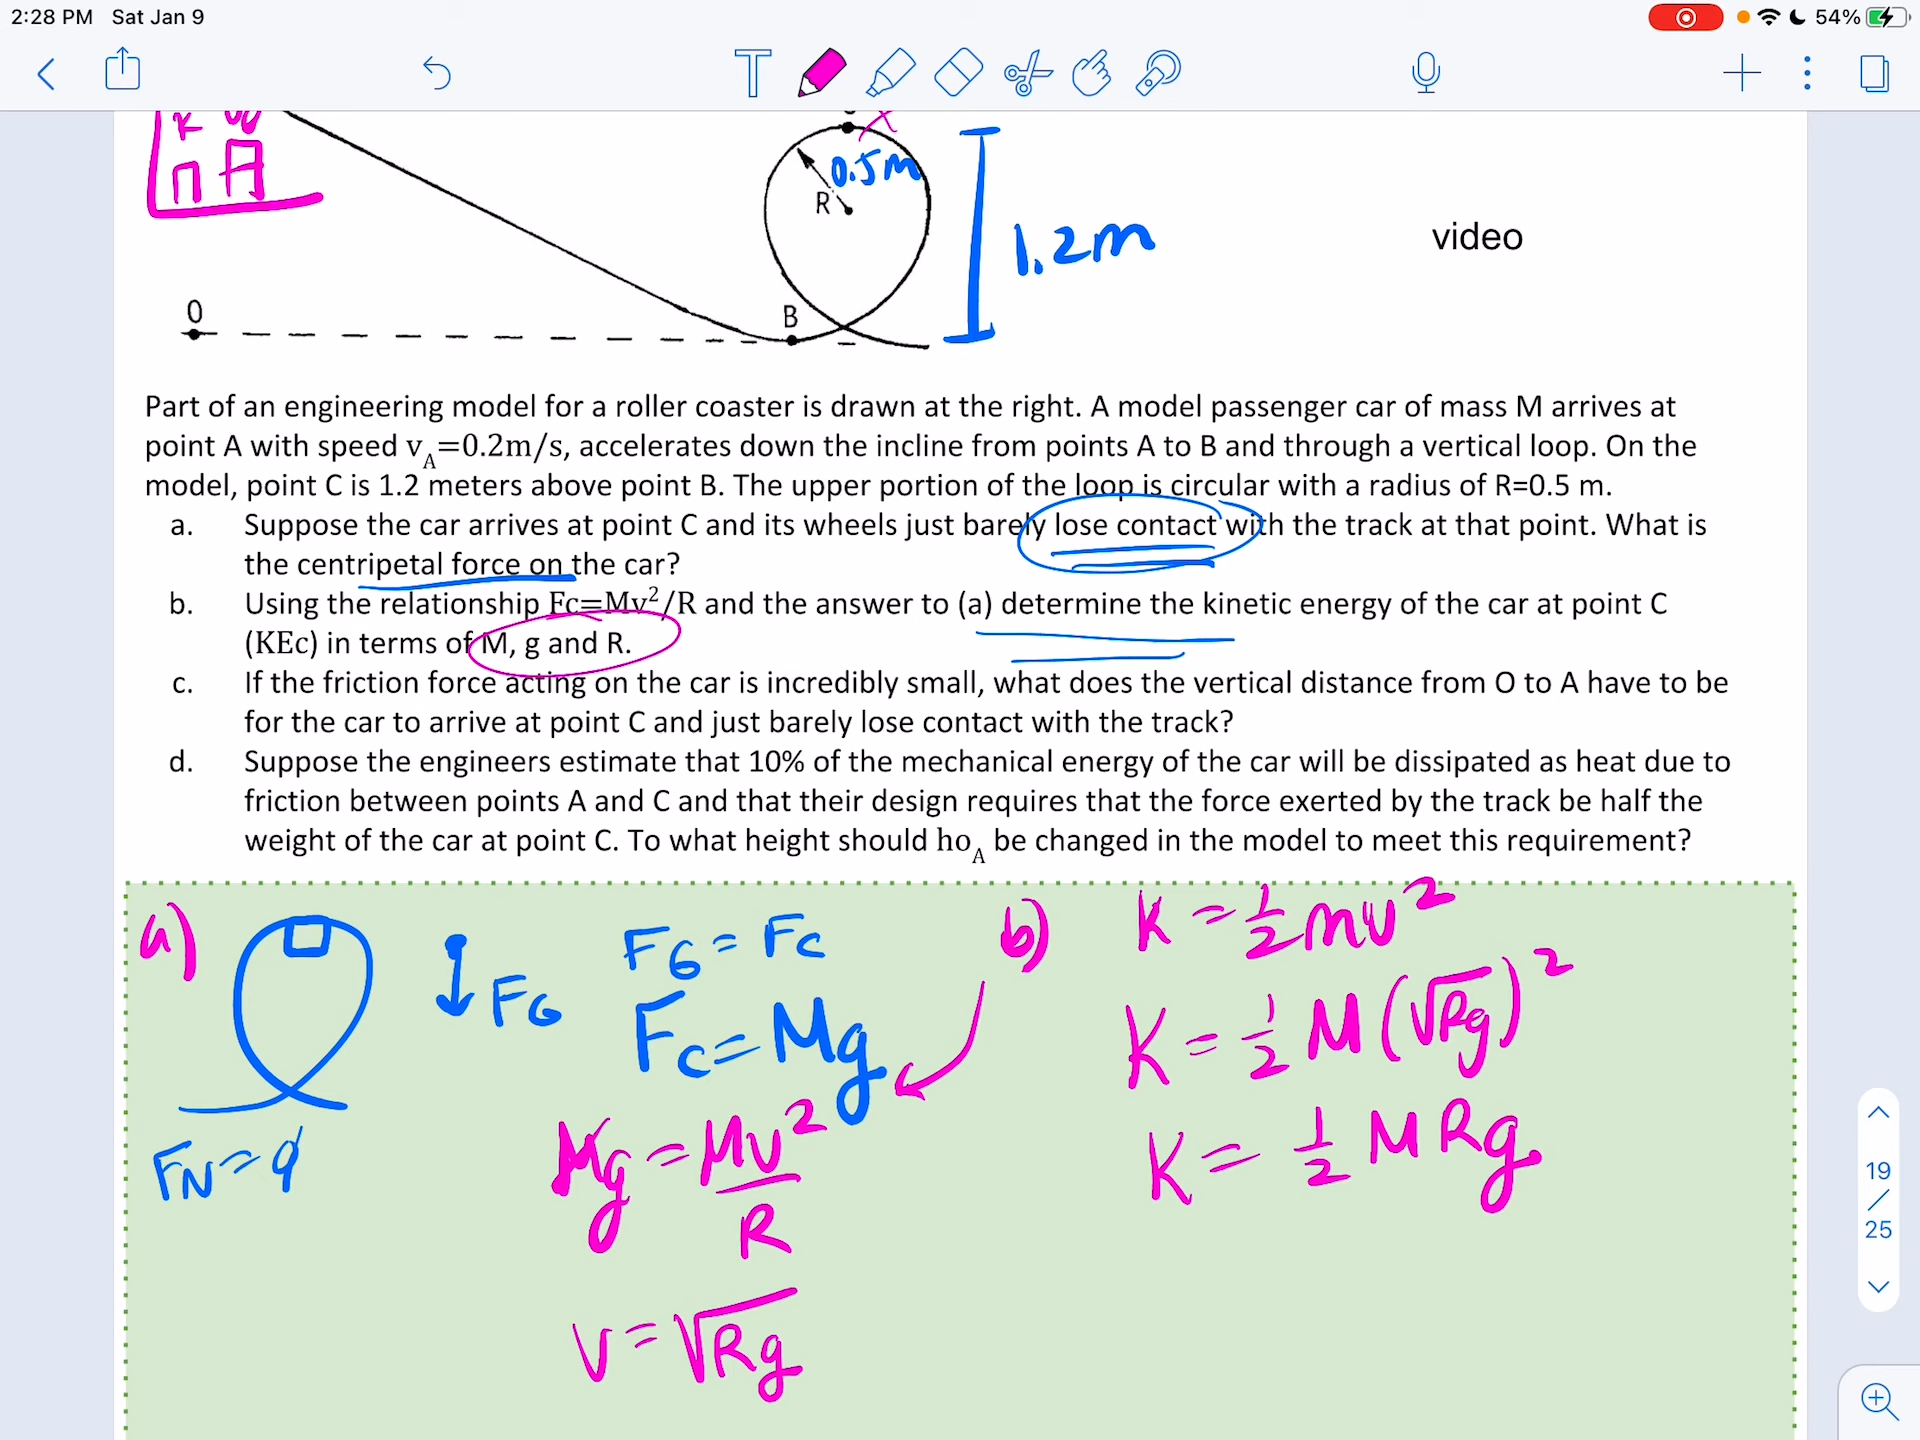 2:28 PM Sat Jan 9
54%
0.5m
R
1.2m
video
O
B
Part of an engineering model for a roller coaster is drawn at the right. A model passenger car of mass M arrives at
point A with speed vA=0.2m/s, accelerates down the incline from points A to B and through a vertical loop. On the
model, point C is 1.2 meters above point B. The upper portion of the loop is circular with a radius of R=0.5 m.
a. Suppose the car arrives at point C and its wheels just barely lose contact with the track at that point. What is
the centripetal force on the car?
b. Using the relationship Fc=Mv²/R and the answer to (a) determine the kinetic energy of the car at point C
(KEc) in terms of M, g and R.
c. If the friction force acting on the car is incredibly small, what does the vertical distance from O to A have to be
for the car to arrive at point C and just barely lose contact with the track?
d. Suppose the engineers estimate that 10% of the mechanical energy of the car will be dissipated as heat due to
friction between points A and C and that their design requires that the force exerted by the track be half the
weight of the car at point C. To what height should hoA be changed in the model to meet this requirement?
a)
FG
FN=φ
FG = FC
FC = Mg
Mg = Mv²/R
v = √Rg
b)
K = 1/2 mv²
K = 1/2 M(√Rg)²
K = 1/2 MRg
19
/
25